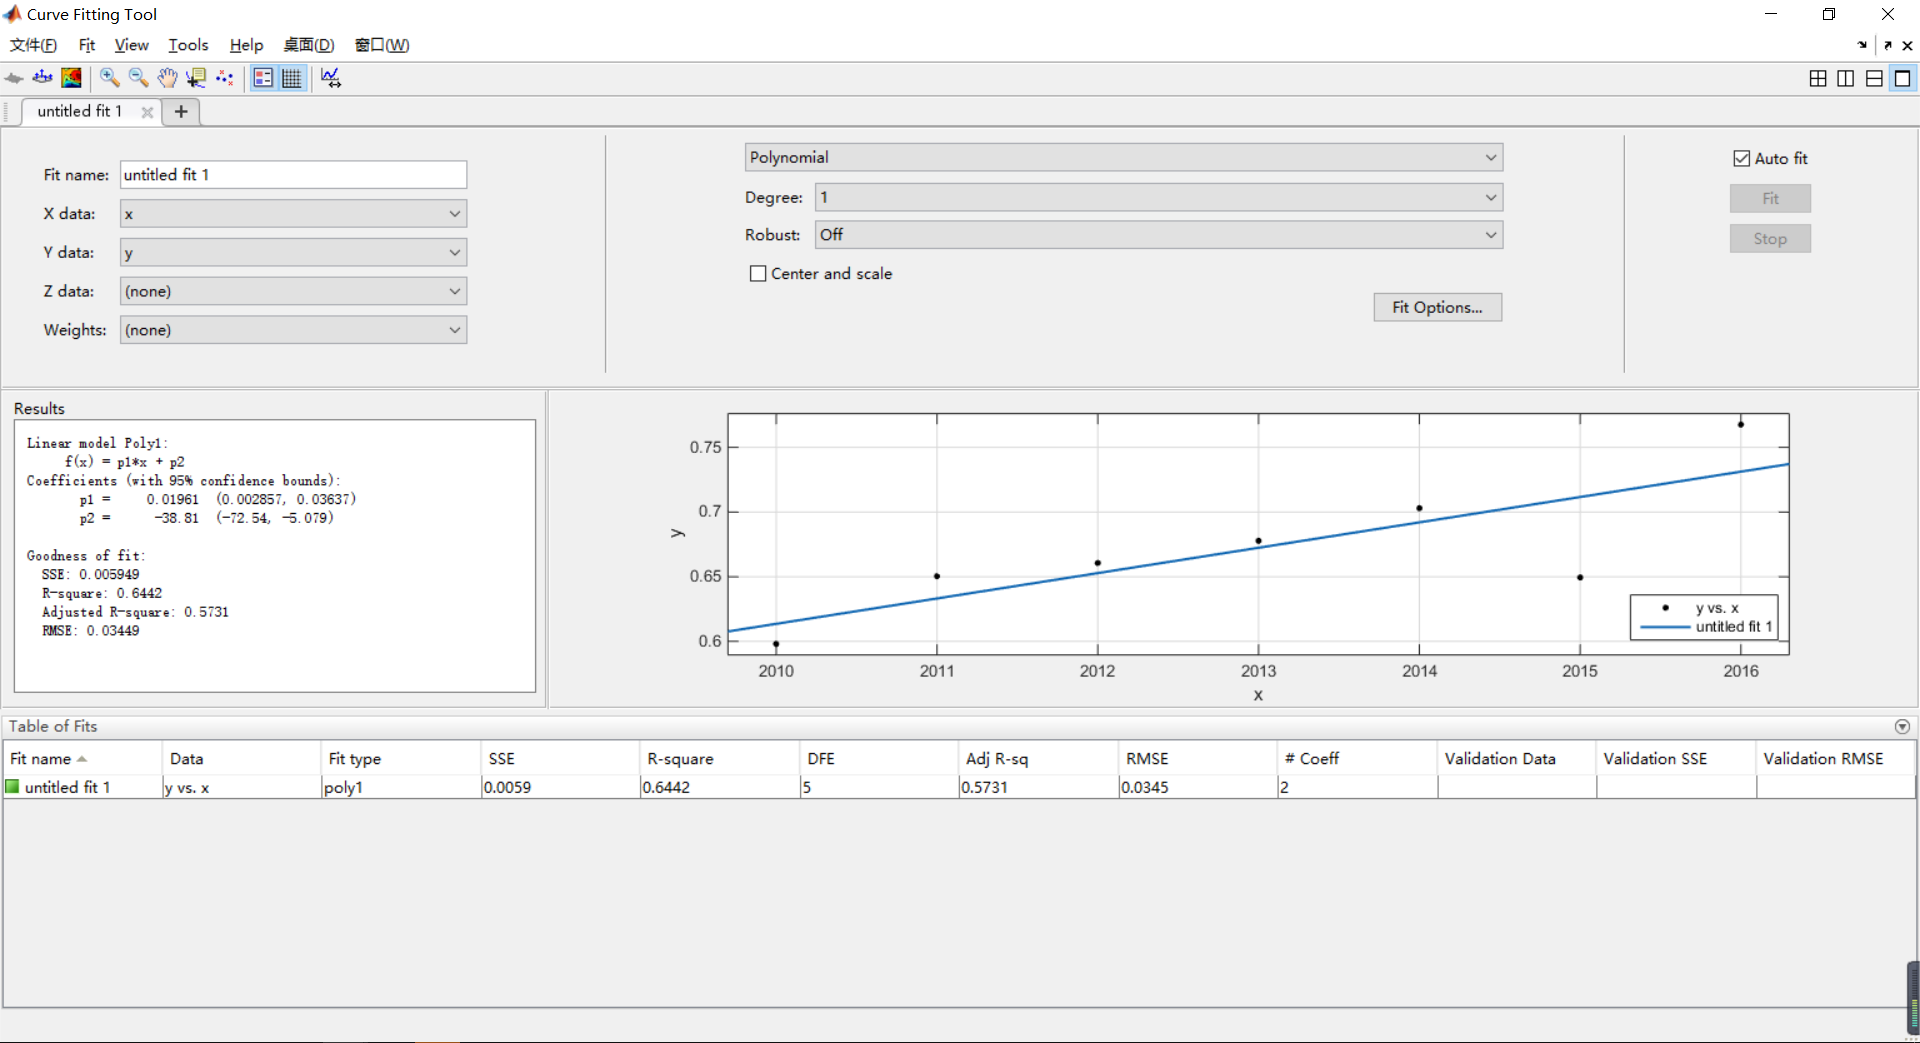 Curve Fitting Tool
文件(F) Fit View Tools Help 桌面(D) 窗口(W)
untitled fit 1
Fit name: untitled fit 1
X data: x
Y data: y
Z data: (none)
Weights: (none)
Polynomial
Degree: 1
Robust: Off
Center and scale
Fit Options...
Auto fit
Fit
Stop
Results
Linear model Poly1:
f(x) = p1*x + p2
Coefficients (with 95% confidence bounds):
p1 = 0.01961 (0.002857, 0.03637)
p2 = -38.81 (-72.54, -5.079)
Goodness of fit:
SSE: 0.005949
R-square: 0.6442
Adjusted R-square: 0.5731
RMSE: 0.03449
0.75
0.7
0.65
0.6
y
2010 2011 2012 2013 2014 2015 2016
x
y vs. x
untitled fit 1
Table of Fits
Fit name Data Fit type SSE R-square DFE Adj R-sq RMSE # Coeff Validation Data Validation SSE Validation RMSE
untitled fit 1 y vs. x poly1 0.0059 0.6442 5 0.5731 0.0345 2